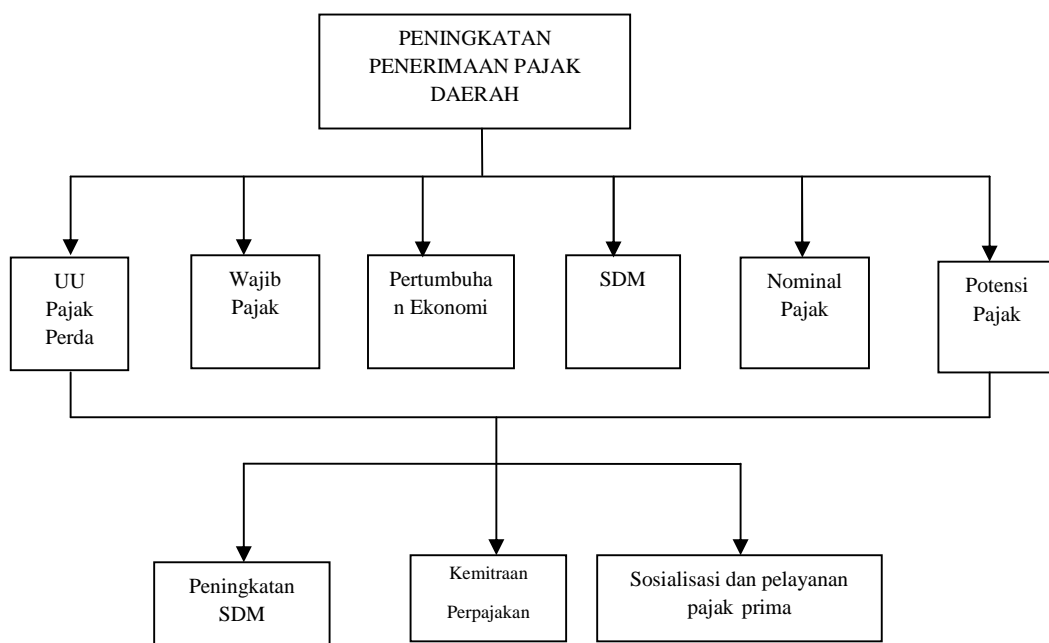 PENINGKATAN
PENERIMAAN PAJAK
DAERAH
UU
Pajak
Perda
Wajib
Pajak
Pertumbuha
n Ekonomi
SDM
Nominal
Pajak
Potensi
Pajak
Peningkatan
SDM
Kemitraan
Perpajakan
Sosialisasi dan pelayanan
pajak prima